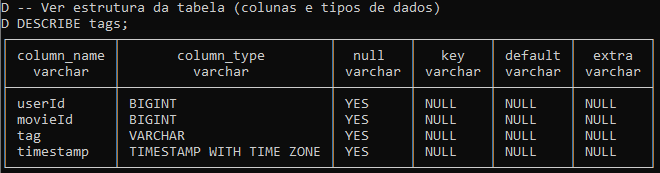 D -- Ver estrutura da tabela (colunas e tipos de dados)
D DESCRIBE tags;
column_name column_type null key default extra
varchar varchar varchar varchar varchar varchar
userId BIGINT YES NULL NULL NULL
movieId BIGINT YES NULL NULL NULL
tag VARCHAR YES NULL NULL NULL
timestamp TIMESTAMP WITH TIME ZONE YES NULL NULL NULL